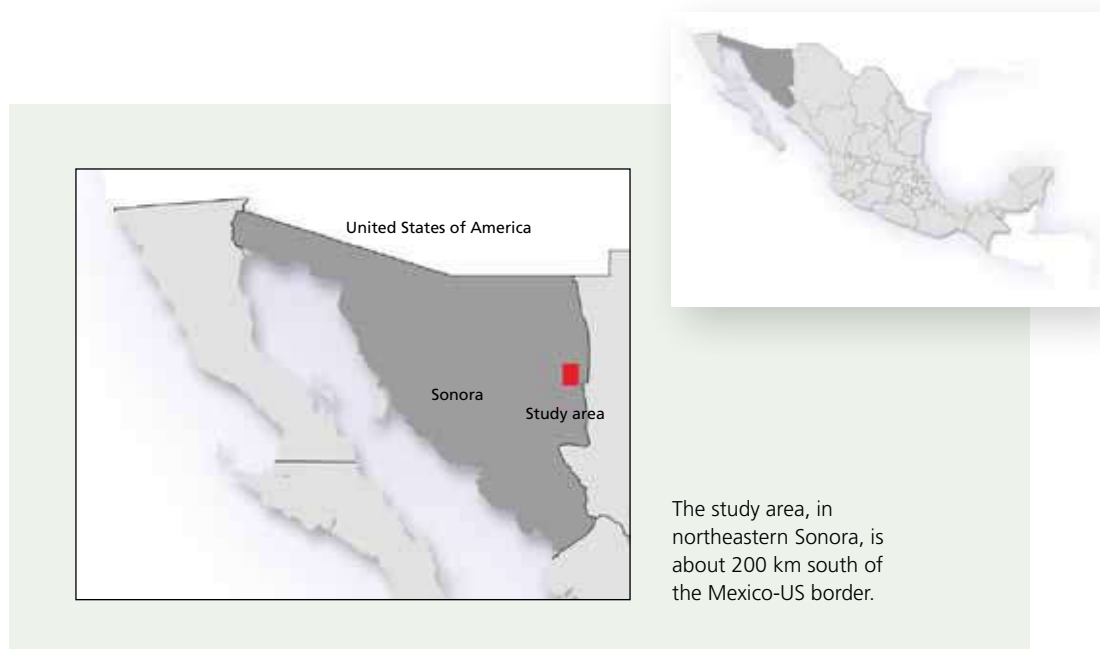 United States of America
Sonora
Study area
The study area, in
northeastern Sonora, is
about 200 km south of
the Mexico-US border.